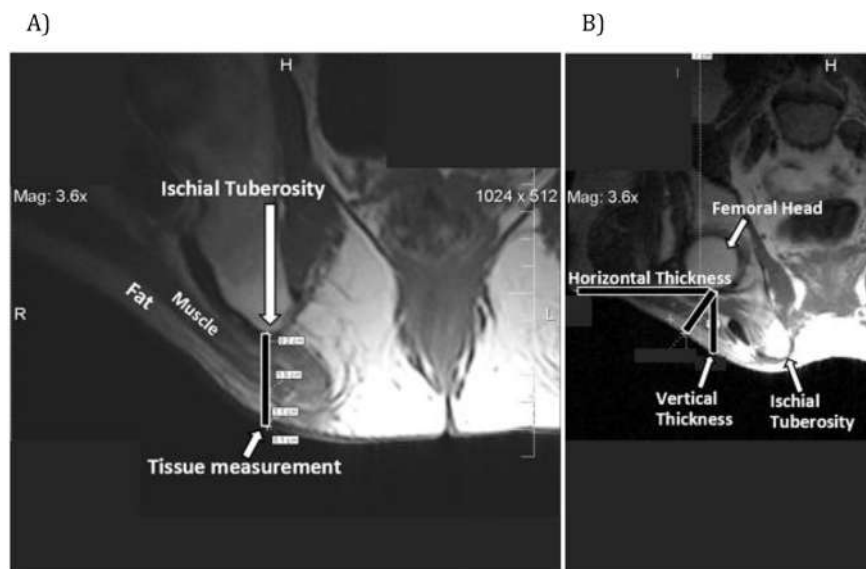 A)
H
Mag: 3.6x
Ischial Tuberosity
1024 x 512
Fat
Muscle
R
L
Tissue measurement
B)
H
Mag: 3.6x
Femoral Head
Horizontal Thickness
Vertical
Thickness
Ischial
Tuberosity